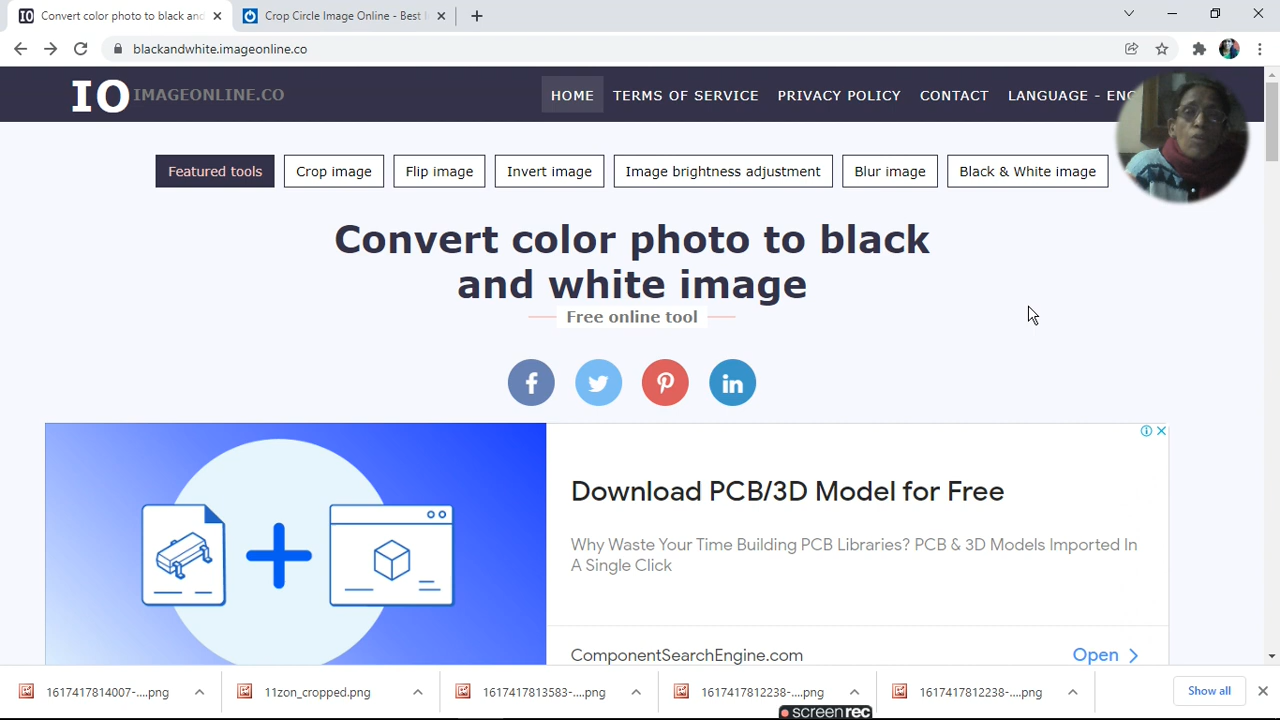 Convert color photo to black and
Crop Circle Image Online - Best
blackandwhite.imageonline.co
IO IMAGEONLINE.CO
HOME
TERMS OF SERVICE
PRIVACY POLICY
CONTACT
LANGUAGE - ENG
Featured tools
Crop image
Flip image
Invert image
Image brightness adjustment
Blur image
Black & White image
Convert color photo to black
and white image
Free online tool
Download PCB/3D Model for Free
Why Waste Your Time Building PCB Libraries? PCB & 3D Models Imported In
A Single Click
ComponentSearchEngine.com
Open
1617417814007-....png
11zon_cropped.png
1617417813583-....png
1617417812238-....png
1617417812238-....png
Show all
screenrec